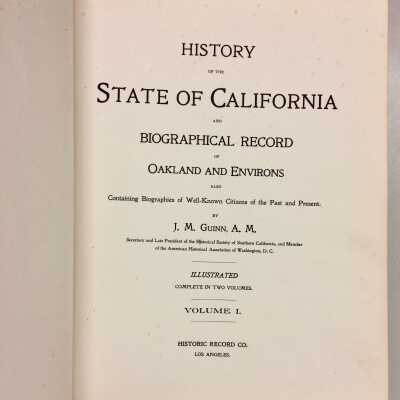 HISTORY
OF THE
STATE OF CALIFORNIA
AND
BIOGRAPHICAL RECORD
OF
OAKLAND AND ENVIRONS
ALSO
Containing Biographies of Well-Known Citizens of the Past and Present.
BY
J. M. GUINN, A. M.
Secretary and Late President of the Historical Society of Southern California, and Member
of the American Historical Association of Washington, D. C.
ILLUSTRATED
COMPLETE IN TWO VOLUMES.
VOLUME I.
HISTORIC RECORD CO.
LOS ANGELES.